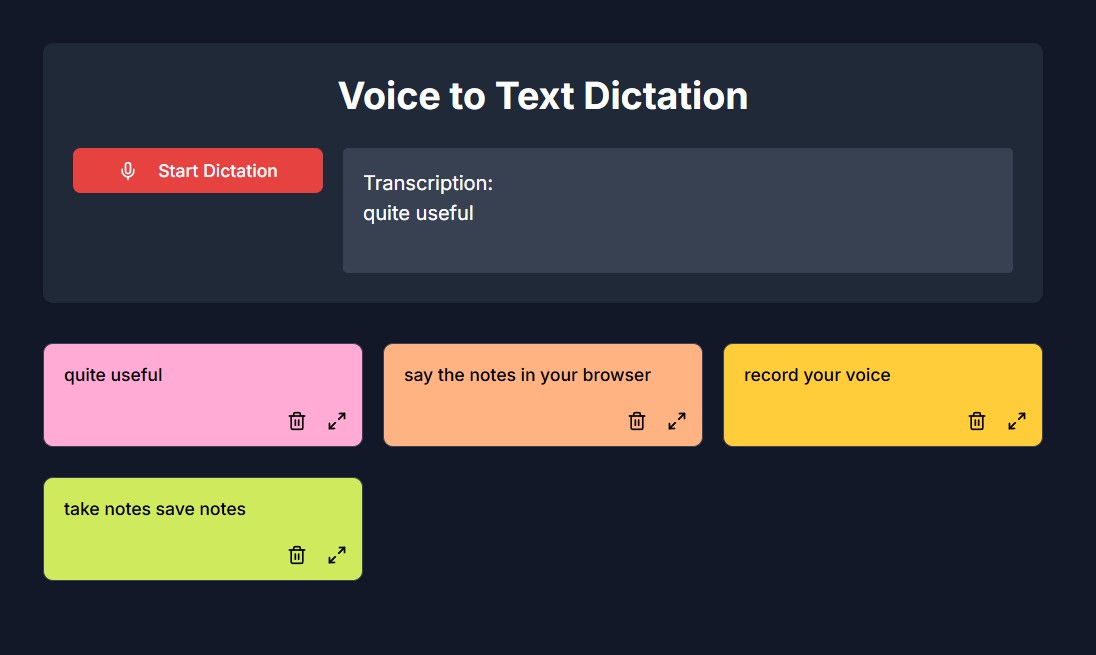 Voice to Text Dictation
Start Dictation
Transcription:
quite useful
quite useful
say the notes in your browser
record your voice
take notes save notes